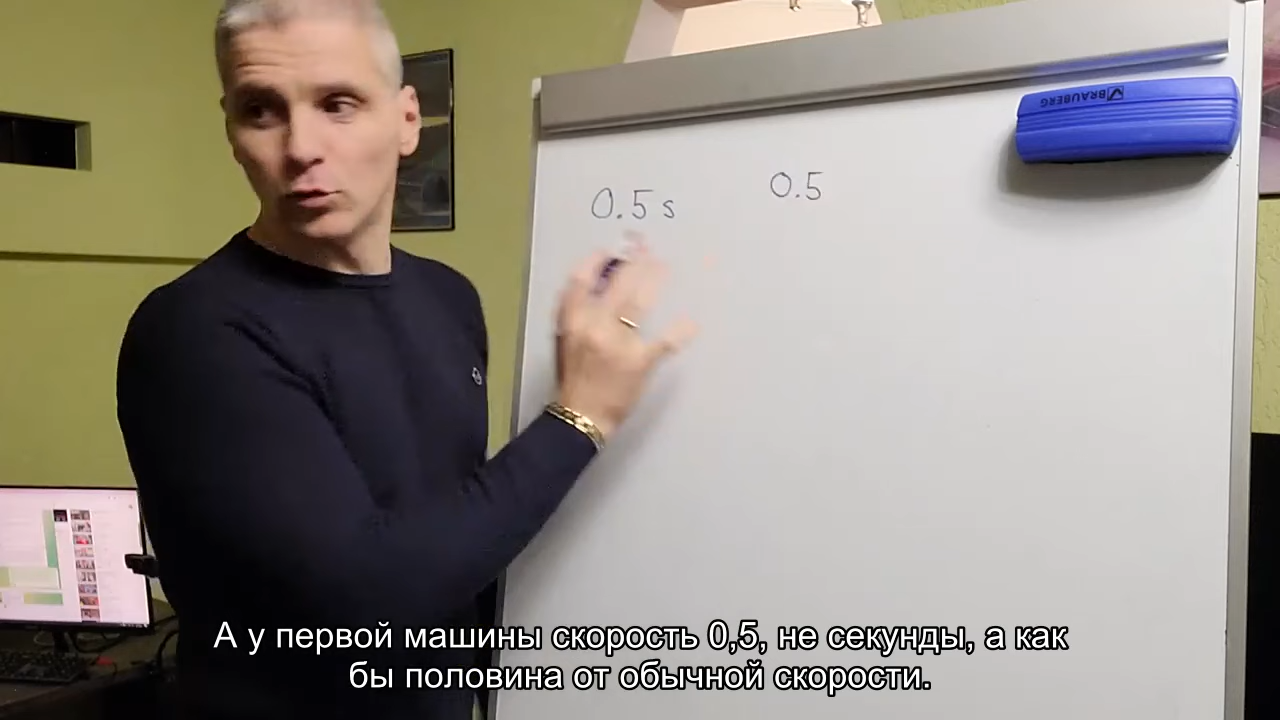 BRAUBERG
0.5 s
0.5
А у первой машины скорость 0,5, не секунды, а как
бы половина от обычной скорости.